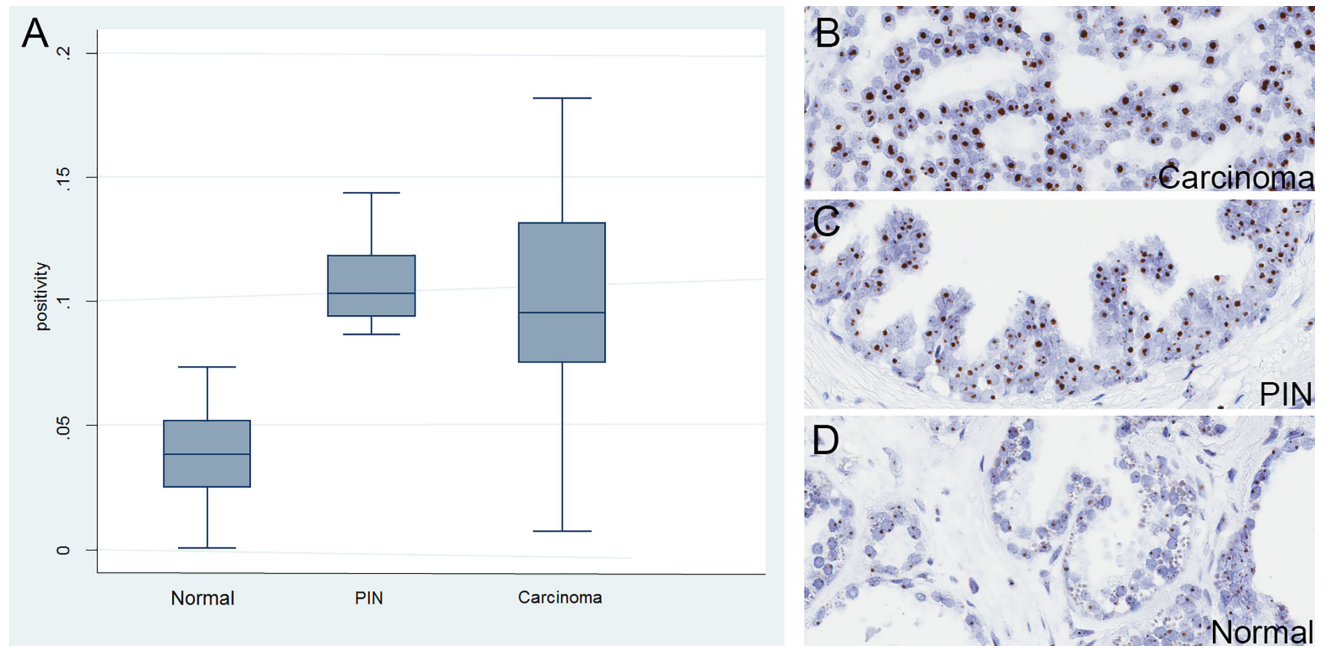 A
positivity
.2
.15
.1
.05
0
Normal
PIN
Carcinoma
B
Carcinoma
C
PIN
D
Normal